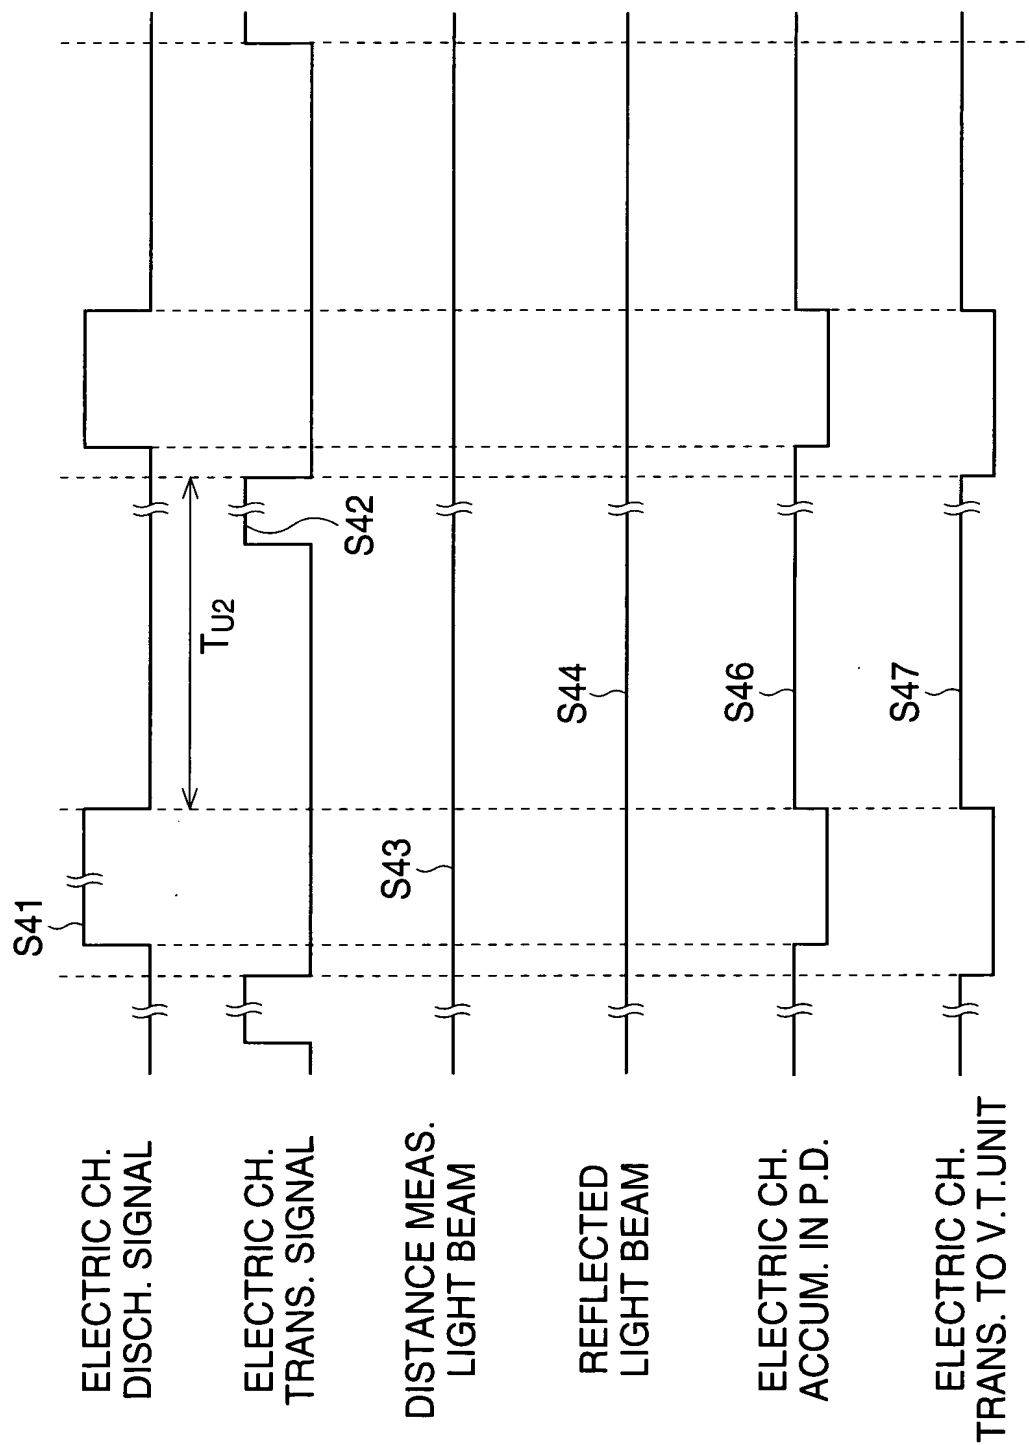 ELECTRIC CH.
DISCH. SIGNAL
S41
ELECTRIC CH.
TRANS. SIGNAL
TU2
S42
DISTANCE MEAS.
LIGHT BEAM
S43
REFLECTED
LIGHT BEAM
S44
ELECTRIC CH.
ACCUM. IN P.D.
S46
ELECTRIC CH.
TRANS. TO V.T.UNIT
S47